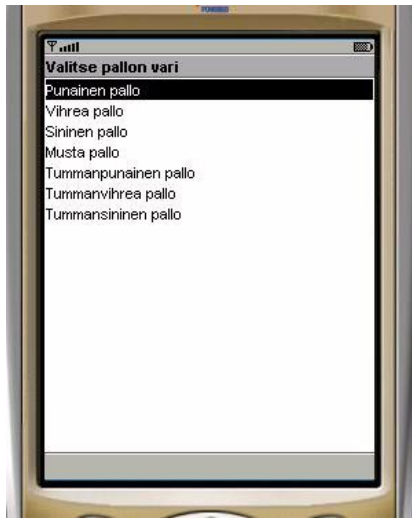 Valitse pallon vari
Punainen pallo
Vihrea pallo
Sininen pallo
Musta pallo
Tummanpunainen pallo
Tummanvihrea pallo
Tummansininen pallo